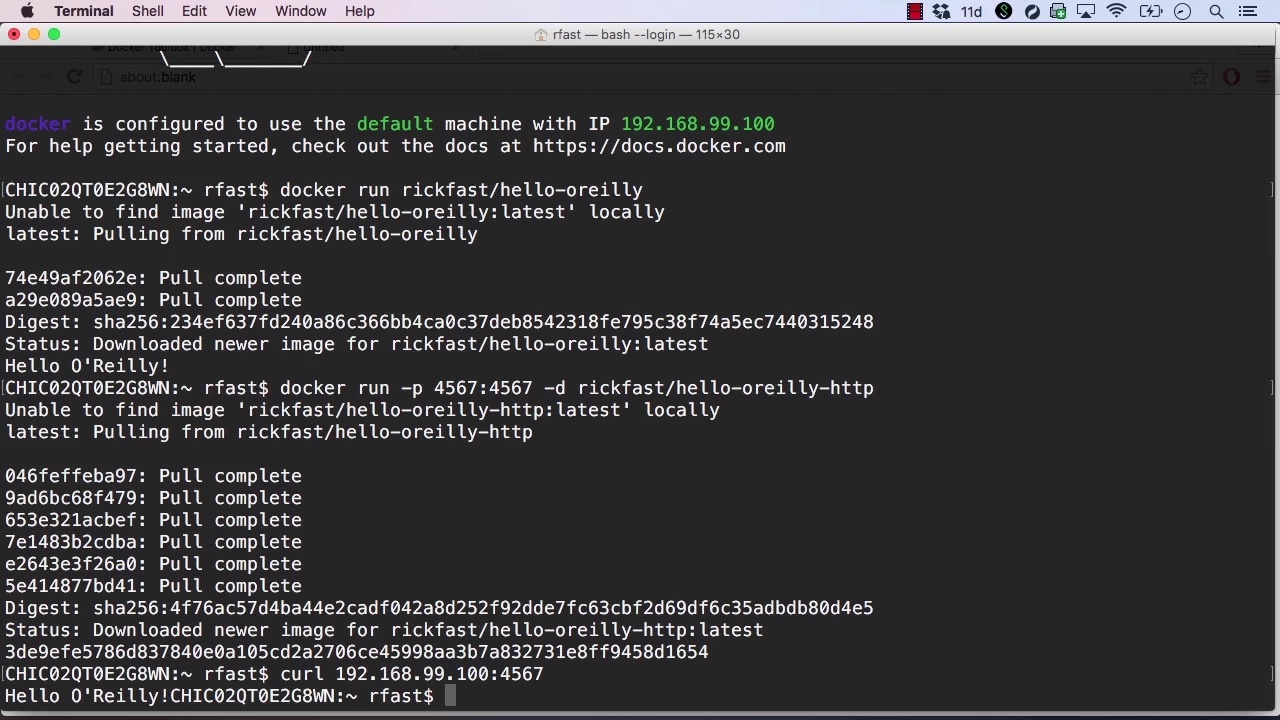 Terminal Shell Edit View Window Help 11d
rfast — bash --login — 115×30
Docker Toolbox | Docker Untitled
about:blank
docker is configured to use the default machine with IP 192.168.99.100
For help getting started, check out the docs at https://docs.docker.com
[CHIC02QT0E2G8WN:~ rfast$ docker run rickfast/hello-oreilly ]
Unable to find image 'rickfast/hello-oreilly:latest' locally
latest: Pulling from rickfast/hello-oreilly
74e49af2062e: Pull complete
a29e089a5ae9: Pull complete
Digest: sha256:234ef637fd240a86c366bb4ca0c37deb8542318fe795c38f74a5ec7440315248
Status: Downloaded newer image for rickfast/hello-oreilly:latest
Hello O'Reilly!
[CHIC02QT0E2G8WN:~ rfast$ docker run -p 4567:4567 -d rickfast/hello-oreilly-http ]
Unable to find image 'rickfast/hello-oreilly-http:latest' locally
latest: Pulling from rickfast/hello-oreilly-http
046feffeba97: Pull complete
9ad6bc68f479: Pull complete
653e321acbef: Pull complete
7e1483b2cdba: Pull complete
e2643e3f26a0: Pull complete
5e414877bd41: Pull complete
Digest: sha256:4f76ac57d4ba44e2cadf042a8d252f92dde7fc63cbf2d69df6c35adbdb80d4e5
Status: Downloaded newer image for rickfast/hello-oreilly-http:latest
3de9efe5786d837840e0a105cd2a2706ce45998aa3b7a832731e8ff9458d1654
[CHIC02QT0E2G8WN:~ rfast$ curl 192.168.99.100:4567 ]
Hello O'Reilly!CHIC02QT0E2G8WN:~ rfast$